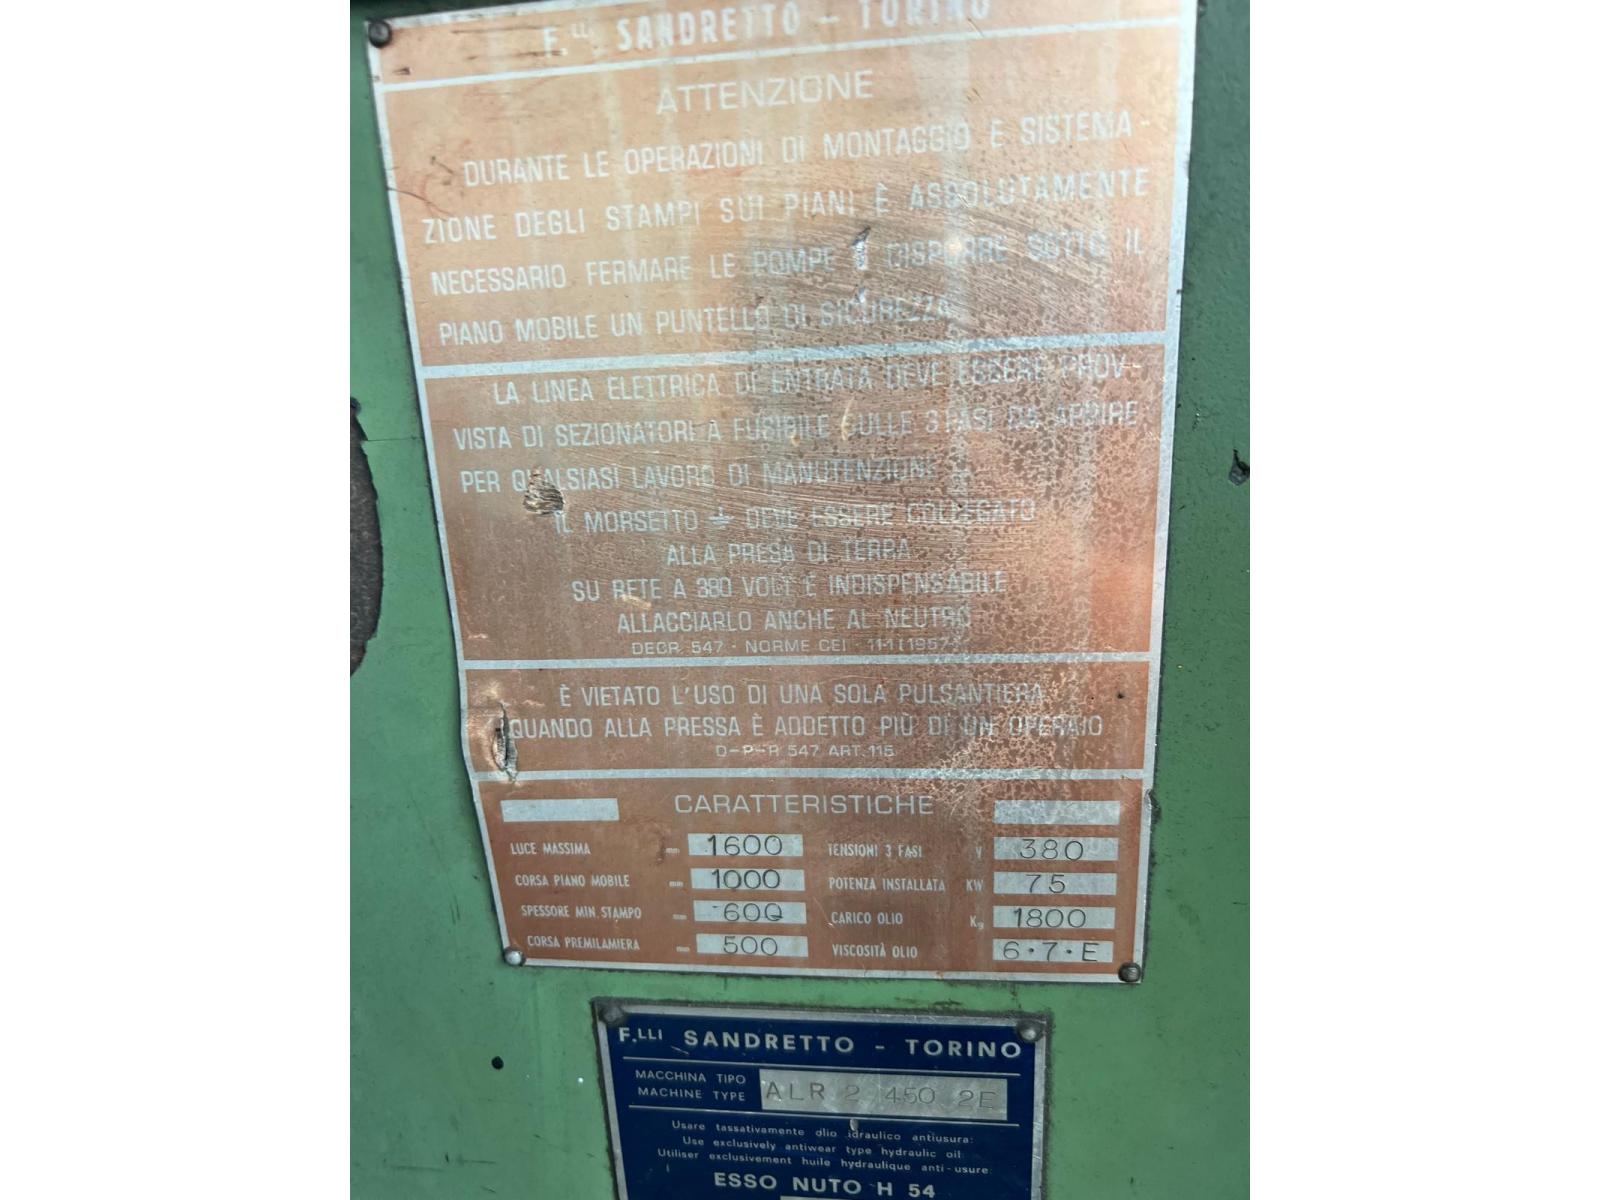 F.LLI SANDRETTO - TORINO
ATTENZIONE
DURANTE LE OPERAZIONI DI MONTAGGIO E SISTEMA-
ZIONE DEGLI STAMPI SUI PIANI È ASSOLUTAMENTE
NECESSARIO FERMARE LE POMPE E DISPORRE SOTTO IL
PIANO MOBILE UN PUNTELLO DI SICUREZZA
LA LINEA ELETTRICA DI ENTRATA DEVE ESSERE PROV-
VISTA DI SEZIONATORI A FUSIBILE SULLE 3 FASI DA APRIRE
PER QUALSIASI LAVORO DI MANUTENZIONE
IL MORSETTO ⏚ DEVE ESSERE COLLEGATO
ALLA PRESA DI TERRA
SU RETE A 380 VOLT È INDISPENSABILE
ALLACCIARLO ANCHE AL NEUTRO
DECR. 547 - NORME CEI - 11-1 1957
È VIETATO L'USO DI UNA SOLA PULSANTIERA
QUANDO ALLA PRESSA È ADDETTO PIÙ DI UN OPERAIO
D-P-R 547 ART. 115
CARATTERISTICHE
LUCE MASSIMA mm 1600 TENSIONI 3 FASI V 380
CORSA PIANO MOBILE mm 1000 POTENZA INSTALLATA KW 75
SPESSORE MIN. STAMPO mm 600 CARICO OLIO Kg 1800
CORSA PREMILAMIERA mm 500 VISCOSITÀ OLIO 6·7·E
F.LLI SANDRETTO - TORINO
MACCHINA TIPO
MACHINE TYPE ALR 2 450 2E
Usare tassativamente olio idraulico antiusura:
Use exclusively antiwear type hydraulic oil:
Utiliser exclusivement huile hydraulique anti-usure:
ESSO NUTO H 54